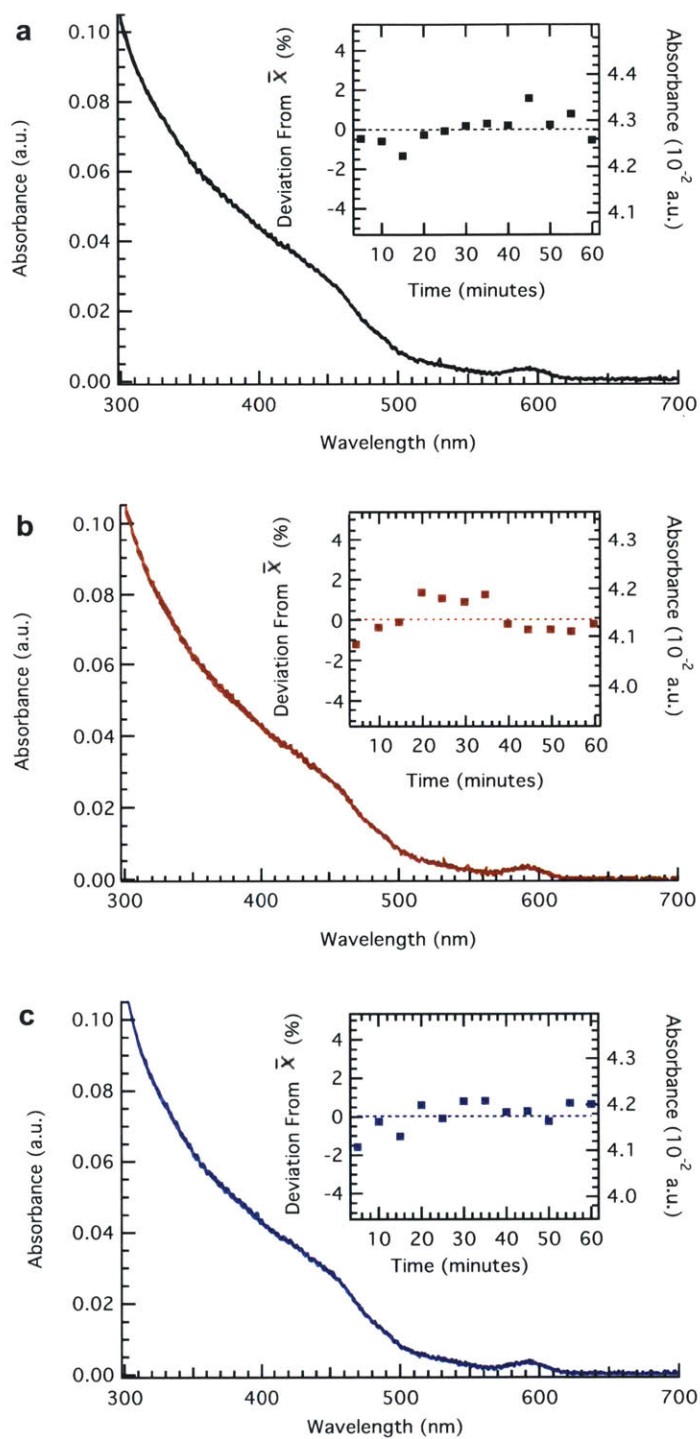 a
0.10
0.08
0.06
0.04
0.02
0.00
Absorbance (a.u.)
300 400 500 600 700
Wavelength (nm)
4
2
0
-2
-4
Deviation From x̄ (%)
10 20 30 40 50 60
Time (minutes)
4.4
4.3
4.2
4.1
Absorbance (10⁻² a.u.)
b
0.10
0.08
0.06
0.04
0.02
0.00
Absorbance (a.u.)
300 400 500 600 700
Wavelength (nm)
4
2
0
-2
-4
Deviation From x̄ (%)
10 20 30 40 50 60
Time (minutes)
4.3
4.2
4.1
4.0
Absorbance (10⁻² a.u.)
c
0.10
0.08
0.06
0.04
0.02
0.00
Absorbance (a.u.)
300 400 500 600 700
Wavelength (nm)
4
2
0
-2
-4
Deviation From x̄ (%)
10 20 30 40 50 60
Time (minutes)
4.3
4.2
4.1
4.0
Absorbance (10⁻² a.u.)